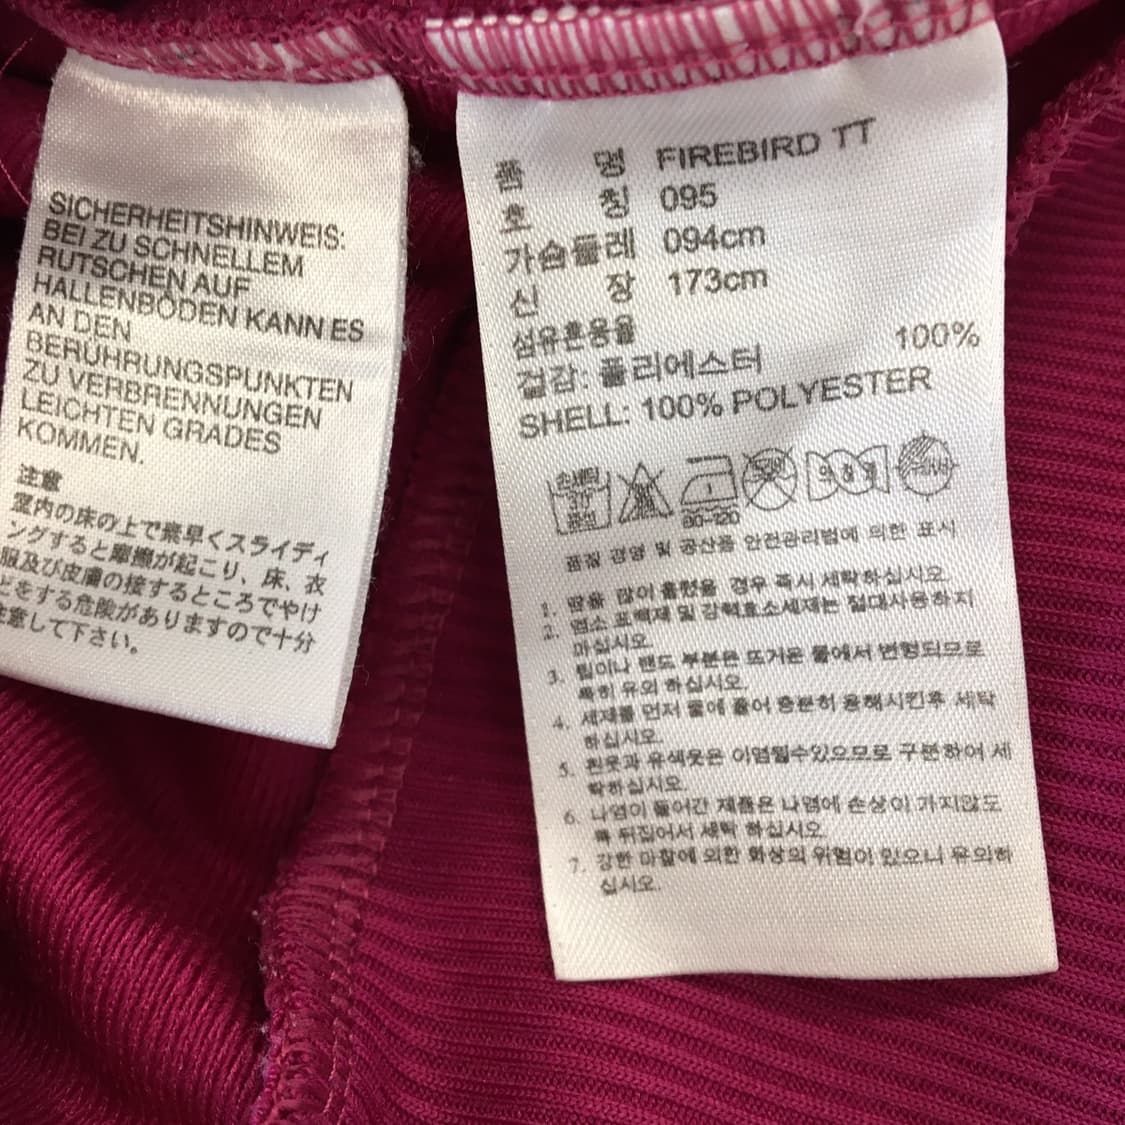 SICHERHEITSHINWEIS:
BEI ZU SCHNELLEM
RUTSCHEN AUF
HALLENBÖDEN KANN ES
AN DEN
BERÜHRUNGSPUNKTEN
ZU VERBRENNUNGEN
LEICHTEN GRADES
KOMMEN.
注意
室内の床の上で素早くスライディ
ングすると摩擦が起こり、床、衣
服及び皮膚の接するところでやけ
どをする危険がありますので十分
注意して下さい。
품 명 FIREBIRD TT
호 칭 095
가슴둘레 094cm
신 장 173cm
섬유혼용율
겉감: 폴리에스터 100%
SHELL: 100% POLYESTER
손세탁
중성
80-120
품질 경영 및 공산품 안전관리법에 의한 표시
1. 땀을 많이 흘렸을 경우 즉시 세탁하십시오.
2. 염소 표백제 및 강력효소세제는 절대사용하지
마십시오.
3. 팀이나 밴드 부분은 뜨거운 물에서 변형되므로
특히 유의 하십시오.
4. 세제를 먼저 물에 풀어 충분히 용해시킨후 세탁
하십시오.
5. 흰옷과 유색옷은 이염될수있으므로 구분하여 세
탁하십시오.
6. 나염이 들어간 제품은 나염에 손상이 가지않도
록 뒤집어서 세탁 하십시오.
7. 강한 마찰에 의한 화상의 위험이 있으니 유의하
십시오.